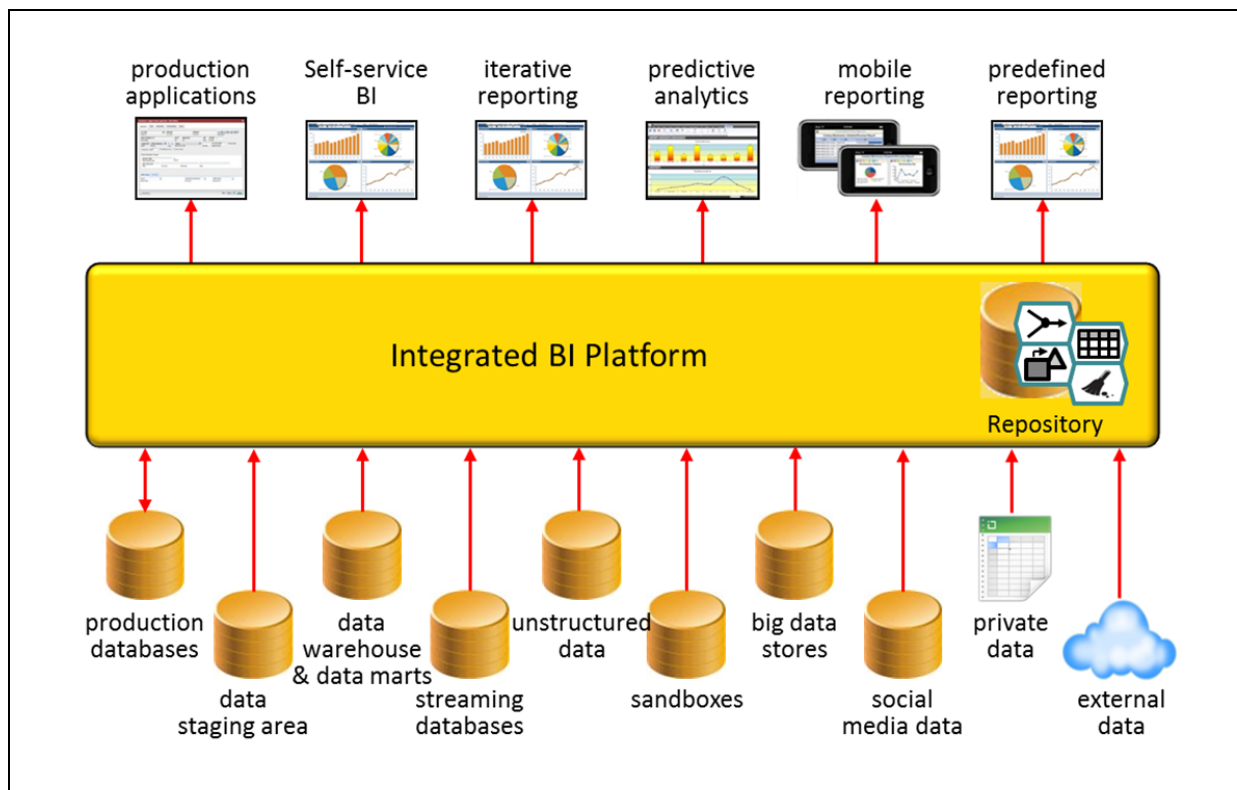 production
applications
Self-service
BI
iterative
reporting
predictive
analytics
mobile
reporting
predefined
reporting
Integrated BI Platform
Repository
production
databases
data
staging area
data
warehouse
& data marts
streaming
databases
unstructured
data
sandboxes
big data
stores
social
media data
private
data
external
data